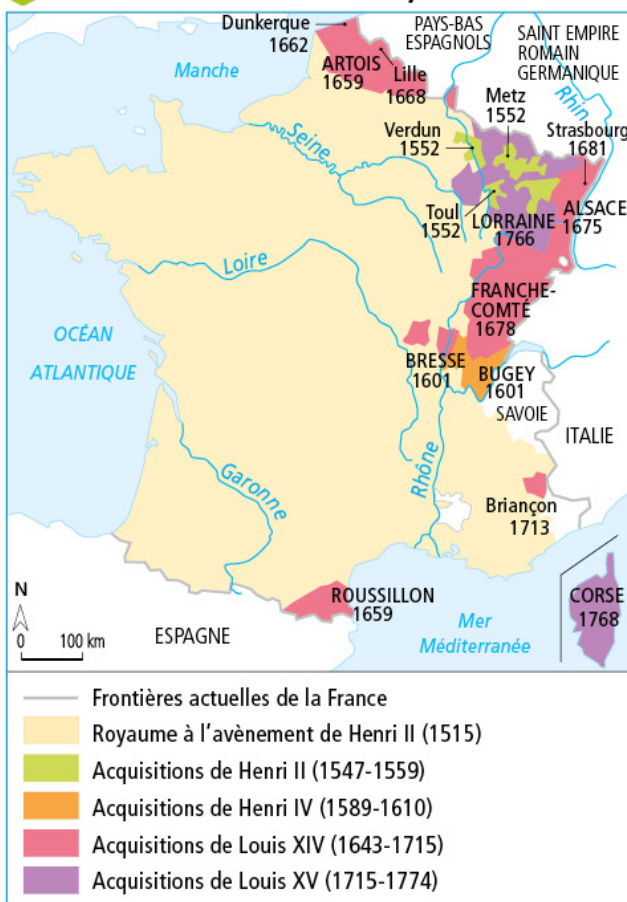 Dunkerque
1662
PAYS-BAS
ESPAGNOLS
SAINT EMPIRE
ROMAIN
GERMANIQUE
Manche
ARTOIS
1659
Lille
1668
Metz
1552
Rhin
Verdun
1552
Strasbourg
1681
Seine
Toul
1552
LORRAINE
1766
ALSACE
1675
Loire
FRANCHE-
COMTÉ
1678
OCÉAN
ATLANTIQUE
BRESSE
1601
BUGEY
1601
SAVOIE
ITALIE
Garonne
Rhône
Briançon
1713
N
0 100 km
ROUSSILLON
1659
ESPAGNE
Mer
Méditerranée
CORSE
1768
Frontières actuelles de la France
Royaume à l'avènement de Henri II (1515)
Acquisitions de Henri II (1547-1559)
Acquisitions de Henri IV (1589-1610)
Acquisitions de Louis XIV (1643-1715)
Acquisitions de Louis XV (1715-1774)